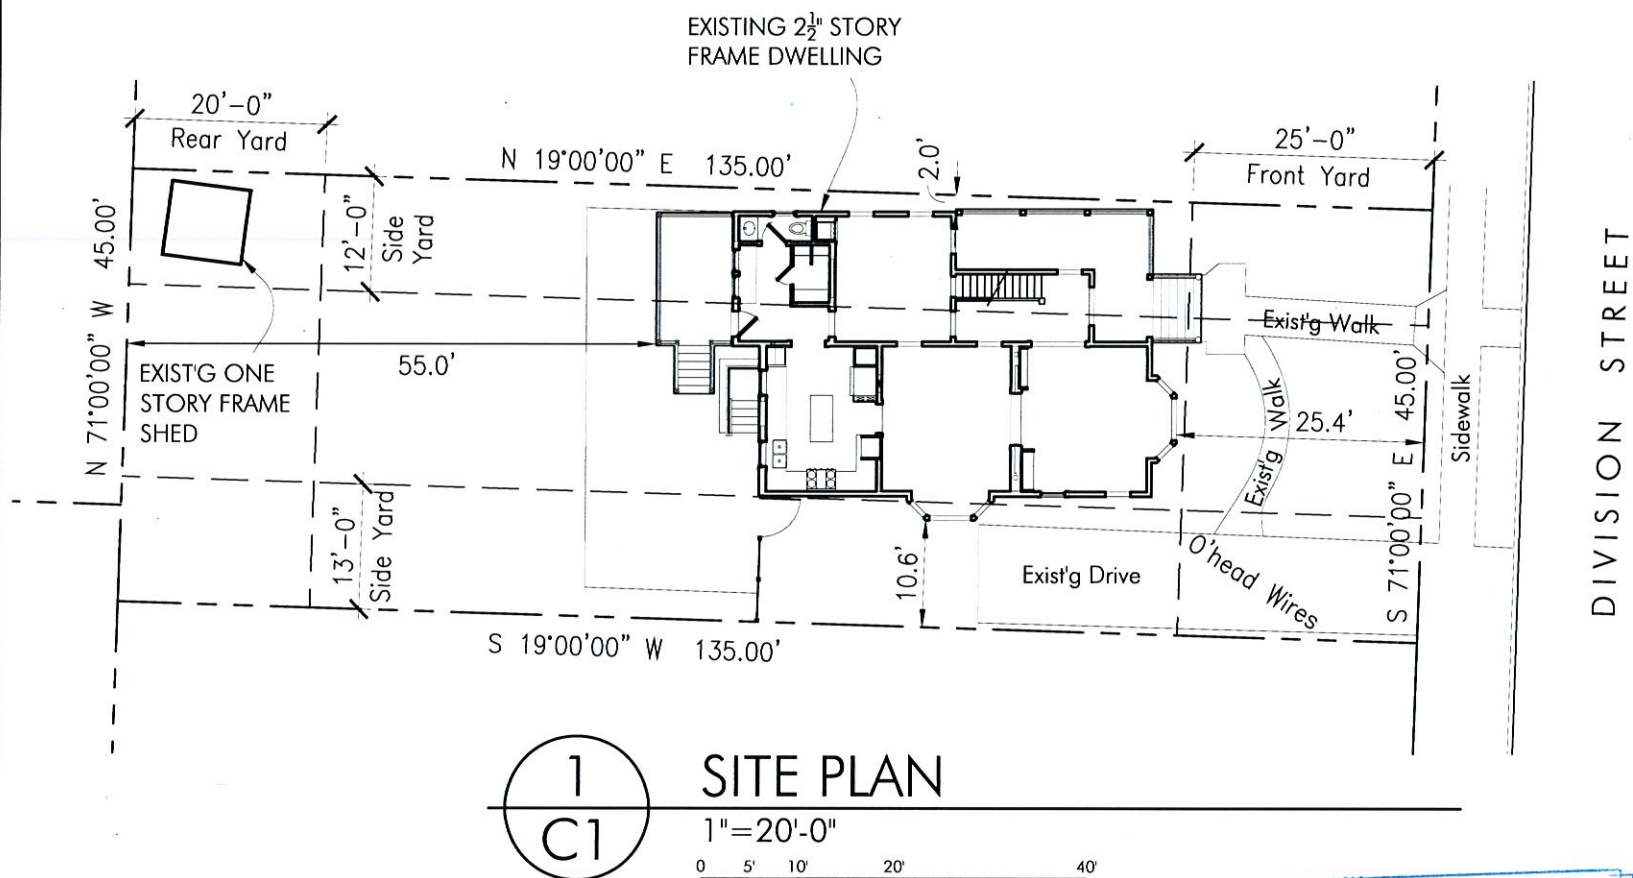 EXISTING 2½" STORY
FRAME DWELLING
20'-0"
Rear Yard
N 19°00'00" E 135.00'
2.0'
25'-0"
Front Yard
N 71°00'00" W 45.00'
12'-0"
Side
Yard
55.0'
EXIST'G ONE
STORY FRAME
SHED
13'-0"
Side Yard
Exist'g Walk
Exist'g Walk
25.4'
S 71°00'00" E 45.00'
Sidewalk
DIVISION STREET
10.6'
Exist'g Drive
O'head Wires
S 19°00'00" W 135.00'
1
C1
SITE PLAN
1"=20'-0"
0 5' 10' 20' 40'